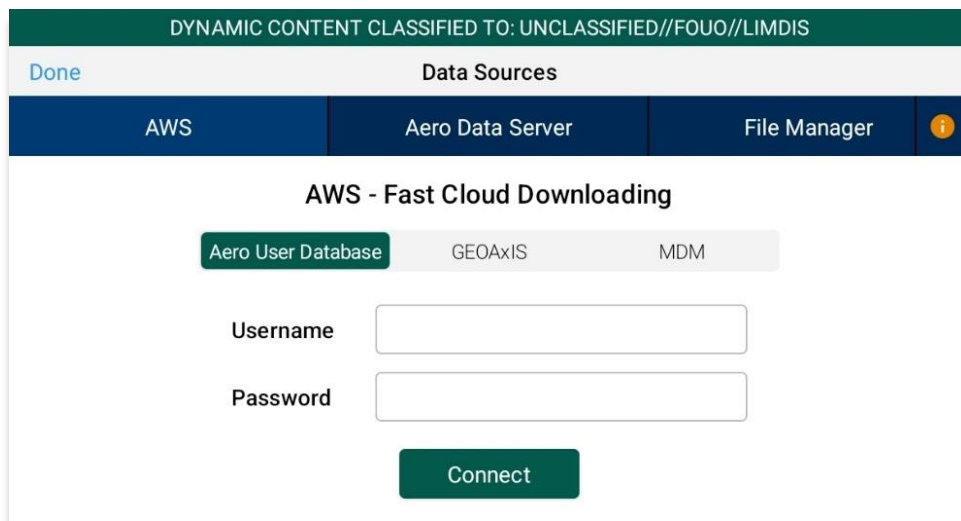 DYNAMIC CONTENT CLASSIFIED TO: UNCLASSIFIED//FOUO//LIMDIS
Done Data Sources
AWS Aero Data Server File Manager i
AWS - Fast Cloud Downloading
Aero User Database GEOAxIS MDM
Username
Password
Connect